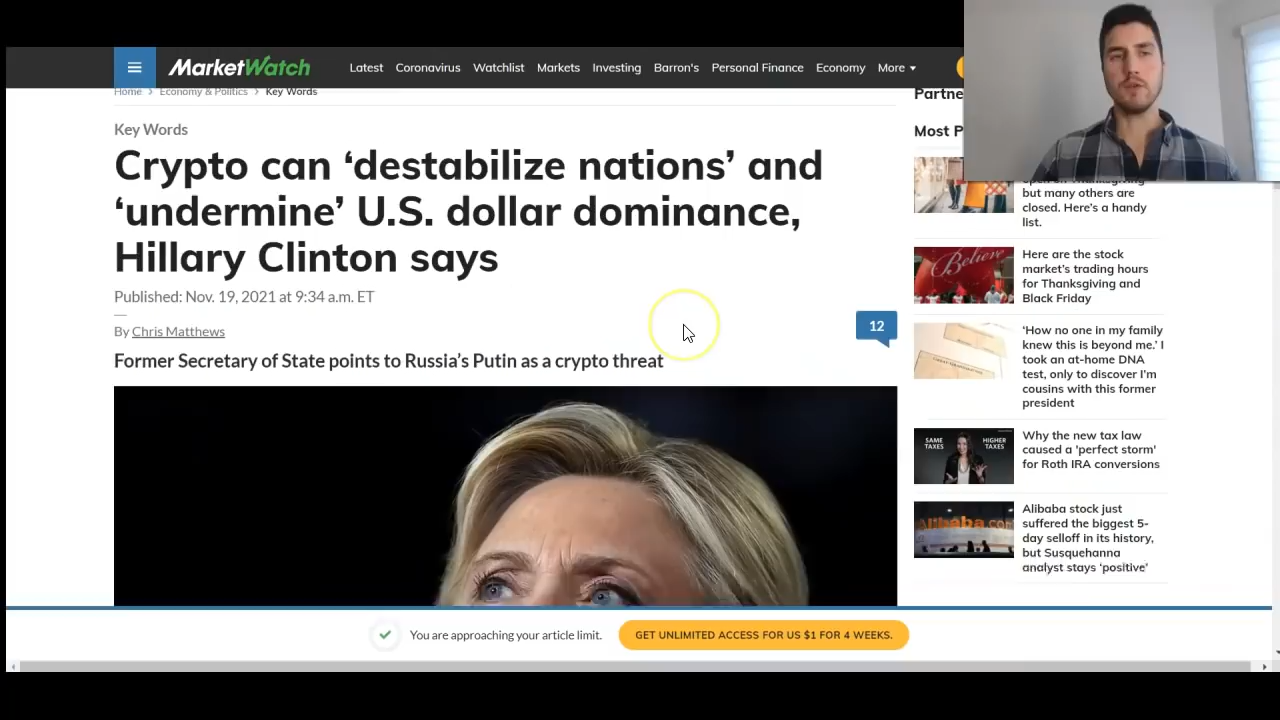 MarketWatch
Latest Coronavirus Watchlist Markets Investing Barron's Personal Finance Economy More
Home > Economy & Politics > Key Words
Key Words
Crypto can ‘destabilize nations’ and
‘undermine’ U.S. dollar dominance,
Hillary Clinton says
Published: Nov. 19, 2021 at 9:34 a.m. ET
By Chris Matthews
12
Former Secretary of State points to Russia’s Putin as a crypto threat
Most P
Thanksgiving
but many others are
closed. Here's a handy
list.
Believe
Here are the stock
market’s trading hours
for Thanksgiving and
Black Friday
‘How no one in my family
knew this is beyond me.’ I
took an at-home DNA
test, only to discover I’m
cousins with this former
president
SAME
TAXES
HIGHER
TAXES
Why the new tax law
caused a 'perfect storm'
for Roth IRA conversions
Alibaba.co
Alibaba stock just
suffered the biggest 5-
day selloff in its history,
but Susquehanna
analyst stays ‘positive’
You are approaching your article limit.
GET UNLIMITED ACCESS FOR US $1 FOR 4 WEEKS.